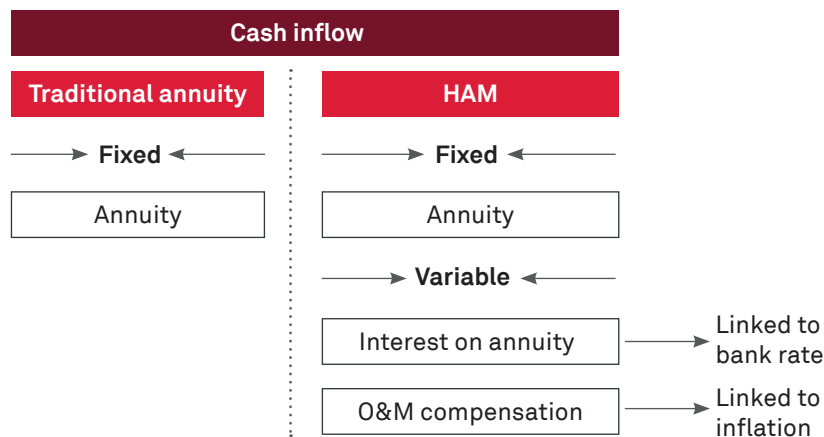 Cash inflow
Traditional annuity
HAM
Fixed
Fixed
Annuity
Annuity
Variable
Interest on annuity
Linked to
bank rate
O&M compensation
Linked to
inflation